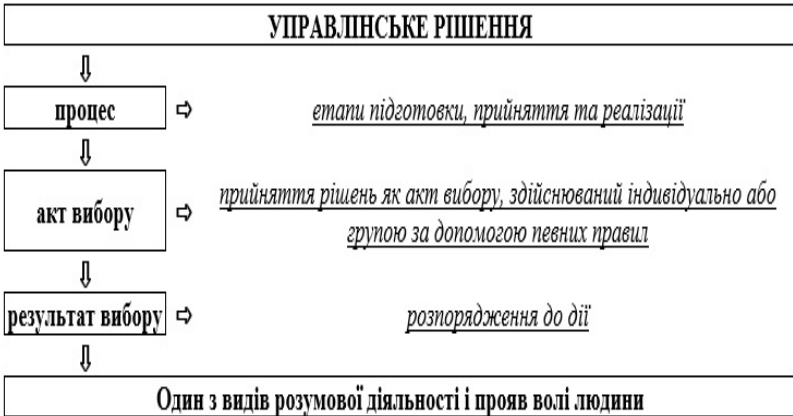 УПРАВЛІНСЬКЕ РІШЕННЯ
процес
етапи підготовки, прийняття та реалізації
акт вибору
прийняття рішень як акт вибору, здійснюваний індивідуально або
групою за допомогою певних правил
результат вибору
розпорядження до дії
Один з видів розумової діяльності і прояв волі людини